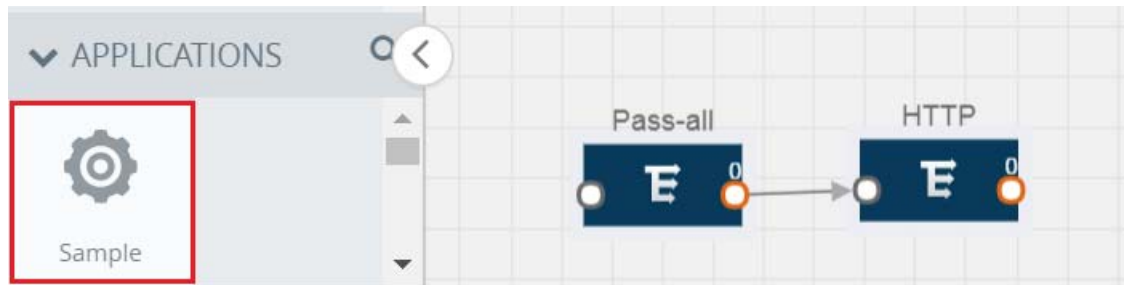 APPLICATIONS
Sample
Pass-all
0
HTTP
0